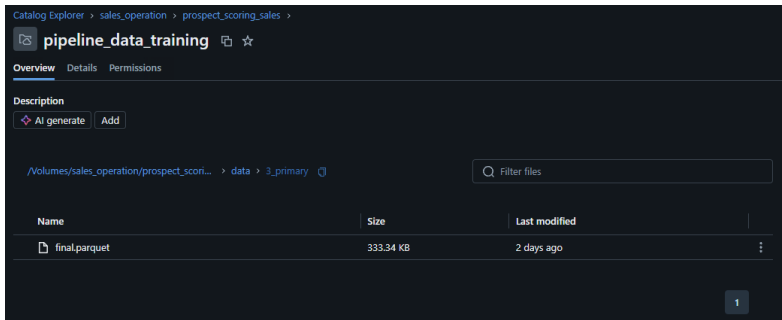 Catalog Explorer > sales_operation > prospect_scoring_sales >
pipeline_data_training
Overview Details Permissions
Description
AI generate Add
/Volumes/sales_operation/prospect_scori... > data > 3_primary
Filter files
Name Size Last modified
final.parquet 333.34 KB 2 days ago
1